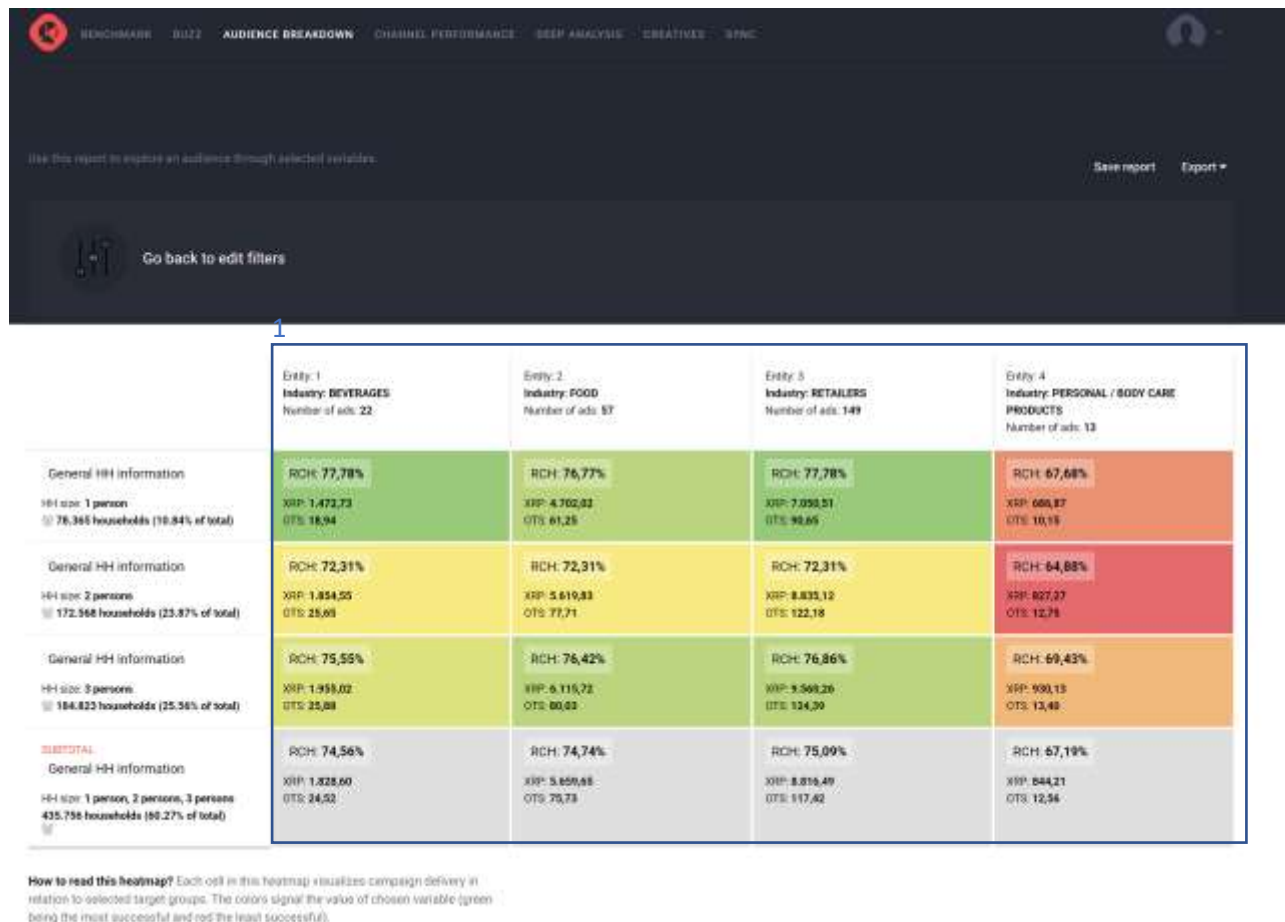 BENCHMARK BUZZ AUDIENCE BREAKDOWN CHANNEL PERFORMANCE DEEP ANALYSIS CREATIVES SYNC
Use this report to explore an audience through selected variables.
Save report Export
Go back to edit filters
1
Entity: 1
Industry: BEVERAGES
Number of ads: 22
Entity: 2
Industry: FOOD
Number of ads: 57
Entity: 3
Industry: RETAILERS
Number of ads: 149
Entity: 4
Industry: PERSONAL / BODY CARE
PRODUCTS
Number of ads: 13
General HH information
HH size: 1 person
78.365 households (10.84% of total)
RCH: 77,78%
XRP: 1.472,73
OTS: 18,94
RCH: 76,77%
XRP: 4.702,02
OTS: 61,25
RCH: 77,78%
XRP: 7.050,51
OTS: 90,65
RCH: 67,68%
XRP: 686,87
OTS: 10,15
General HH information
HH size: 2 persons
172.568 households (23.87% of total)
RCH: 72,31%
XRP: 1.854,55
OTS: 25,65
RCH: 72,31%
XRP: 5.619,83
OTS: 77,71
RCH: 72,31%
XRP: 8.835,12
OTS: 122,18
RCH: 64,88%
XRP: 827,27
OTS: 12,75
General HH information
HH size: 3 persons
184.823 households (25.56% of total)
RCH: 75,55%
XRP: 1.955,02
OTS: 25,88
RCH: 76,42%
XRP: 6.115,72
OTS: 80,03
RCH: 76,86%
XRP: 9.560,26
OTS: 124,39
RCH: 69,43%
XRP: 930,13
OTS: 13,40
SUBTOTAL
General HH information
HH size: 1 person, 2 persons, 3 persons
435.756 households (60.27% of total)
RCH: 74,56%
XRP: 1.828,60
OTS: 24,52
RCH: 74,74%
XRP: 5.659,65
OTS: 75,73
RCH: 75,09%
XRP: 8.816,49
OTS: 117,42
RCH: 67,19%
XRP: 844,21
OTS: 12,56
How to read this heatmap? Each cell in this heatmap visualizes campaign delivery in
relation to selected target groups. The colors signal the value of chosen variable (green
being the most successful and red the least successful).